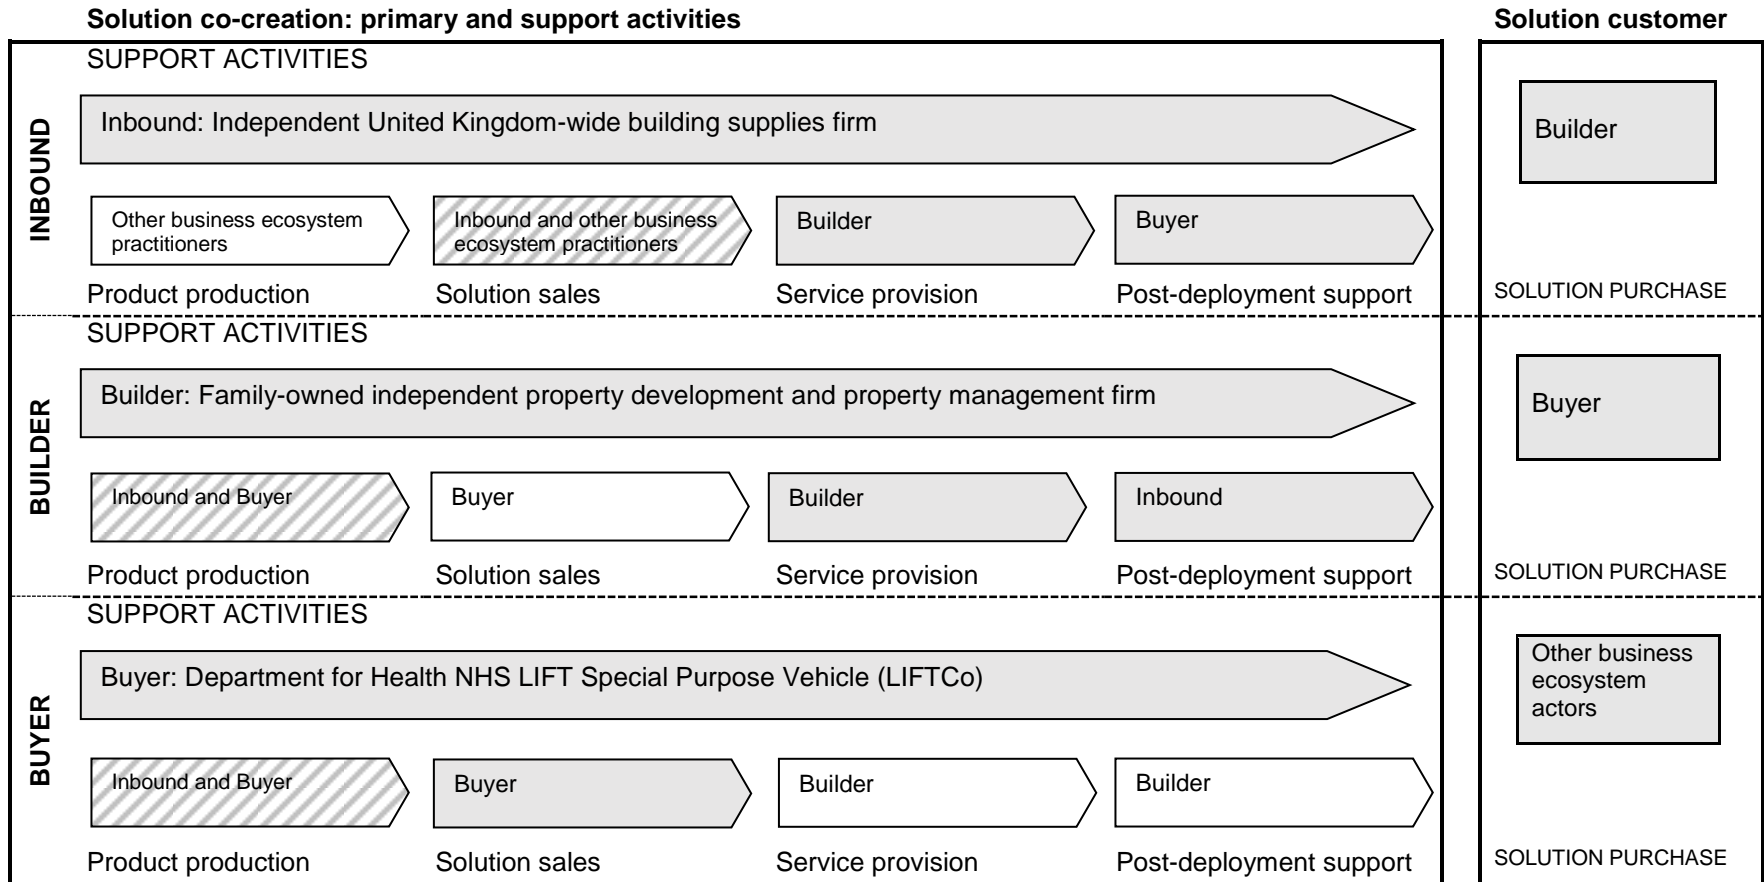 Solution co-creation: primary and support activities
Solution customer
INBOUND
SUPPORT ACTIVITIES
Inbound: Independent United Kingdom-wide building supplies firm
Builder
Other business ecosystem
practitioners
Inbound and other business
ecosystem practitioners
Builder
Buyer
Product production
Solution sales
Service provision
Post-deployment support
SOLUTION PURCHASE
BUILDER
SUPPORT ACTIVITIES
Builder: Family-owned independent property development and property management firm
Buyer
Inbound and Buyer
Buyer
Builder
Inbound
Product production
Solution sales
Service provision
Post-deployment support
SOLUTION PURCHASE
BUYER
SUPPORT ACTIVITIES
Buyer: Department for Health NHS LIFT Special Purpose Vehicle (LIFTCo)
Other business
ecosystem
actors
Inbound and Buyer
Buyer
Builder
Builder
Product production
Solution sales
Service provision
Post-deployment support
SOLUTION PURCHASE